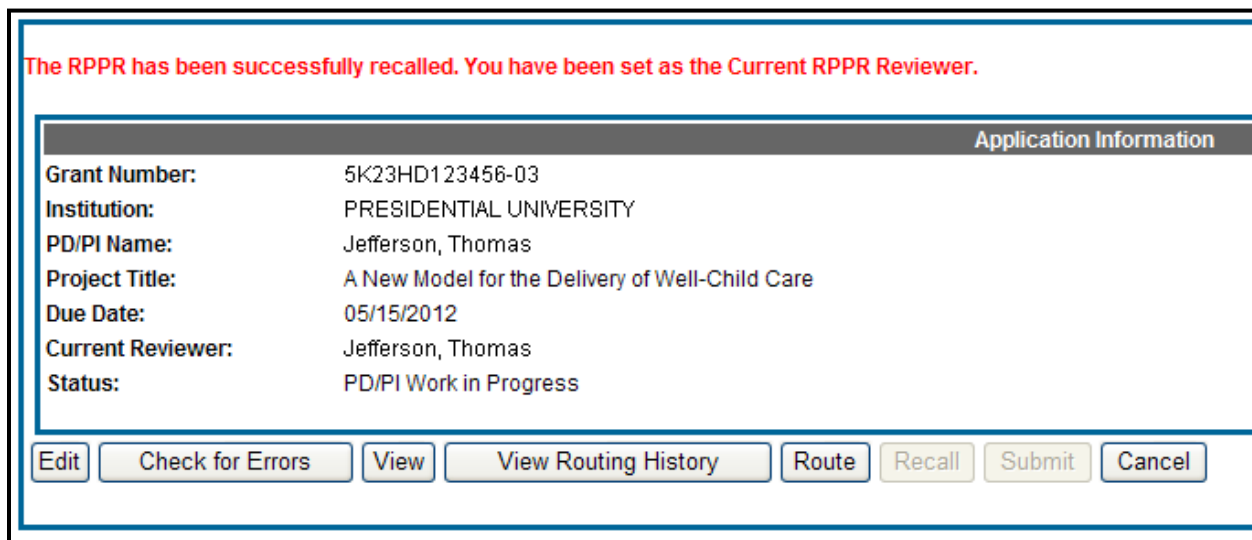 The RPPR has been successfully recalled. You have been set as the Current RPPR Reviewer.
Application Information
Grant Number: 5K23HD123456-03
Institution: PRESIDENTIAL UNIVERSITY
PD/PI Name: Jefferson, Thomas
Project Title: A New Model for the Delivery of Well-Child Care
Due Date: 05/15/2012
Current Reviewer: Jefferson, Thomas
Status: PD/PI Work in Progress
Edit Check for Errors View View Routing History Route Recall Submit Cancel